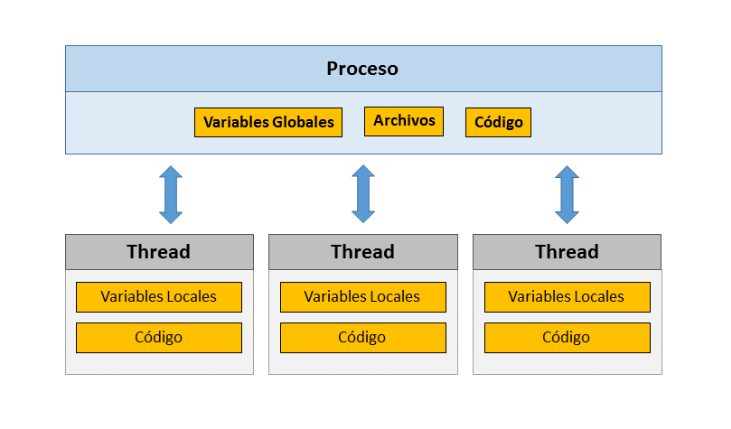 Proceso
Variables Globales
Archivos
Código
Thread
Thread
Thread
Variables Locales
Variables Locales
Variables Locales
Código
Código
Código